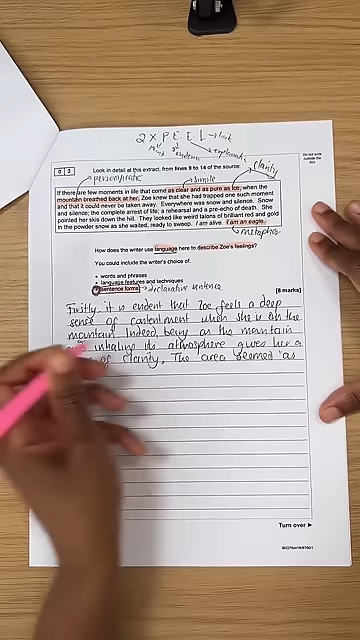 2 X P E E L → link
explanation
evidence
Do not write
outside the
box
0 2 Look in detail at this extract, from lines 9 to 14 of the source:
clarity
simile
If there are few moments in life that come as clear and as pure as ice, when the
mountain breathed back at her, Zoe knew that she had trapped one such moment
and that it could never be taken away. Everywhere was snow and silence. Snow
and silence; the complete arrest of life; a rehearsal and a pre-echo of death. She
pointed her skis down the hill. They looked like weird talons of brilliant red and gold
in the powder snow as she waited, ready to swoop. I am alive. I am an eagle.
metaphor
How does the writer use language here to describe Zoe's feelings?
You could include the writer's choice of:
• words and phrases
• language features and techniques
• sentence forms. → declarative sentence
[8 marks]
Firstly, it is evident that Zoe feels a deep
sense of contentment when she is on the
mountain. Indeed, being on the mountain
inhaling its atmosphere gives her a
of clarity. The area seemed "as
Turn over ►